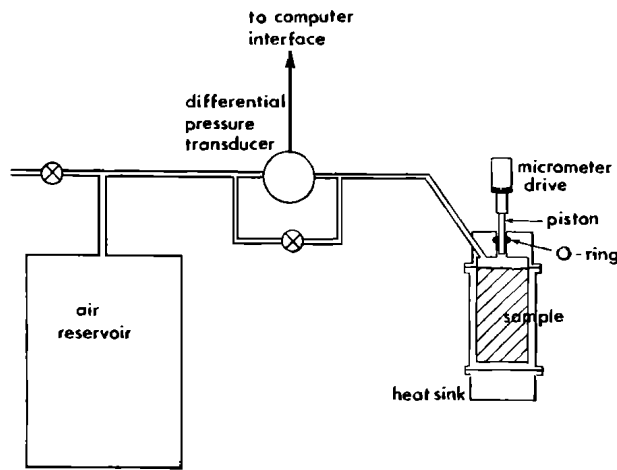 to computer
interface
differential
pressure
transducer
micrometer
drive
piston
O-ring
air
reservoir
sample
heat sink